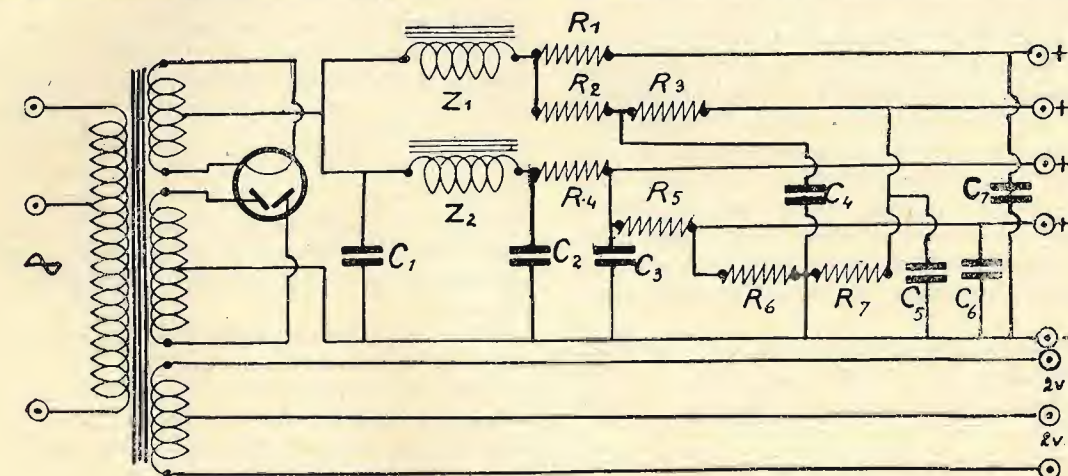 R1
R2 R3
Z1
+
+
+
+
R4
R5
C4
C7
Z2
C1
C2
C3
R6
R7
C5
C6
-
2v
2v.